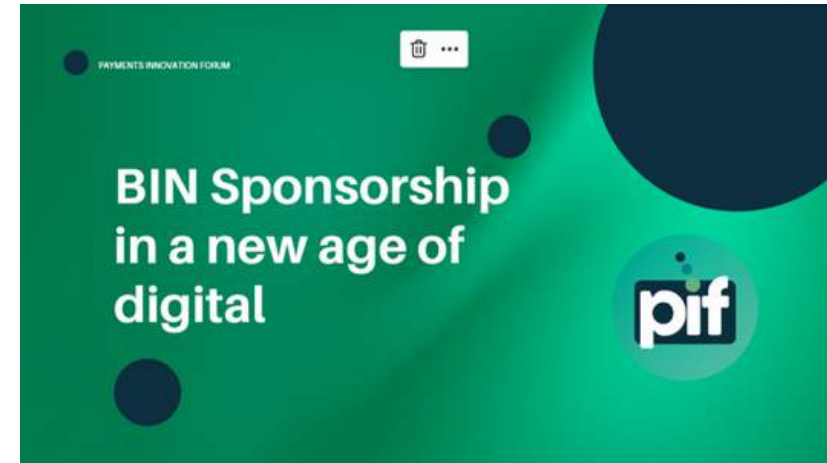 PAYMENTS INNOVATION FORUM
BIN Sponsorship
in a new age of
digital
pif